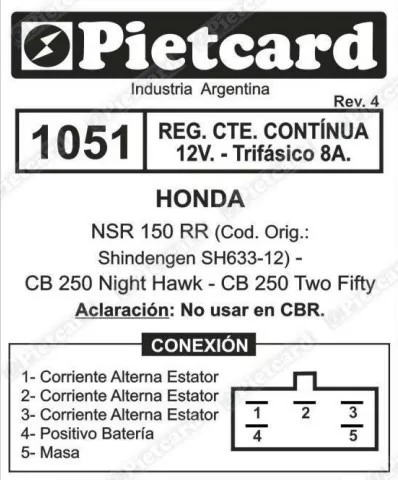 Pietcard
Industria Argentina
Rev. 4
1051
REG. CTE. CONTÍNUA
12V. - Trifásico 8A.
HONDA
NSR 150 RR (Cod. Orig.:
Shindengen SH633-12) -
CB 250 Night Hawk - CB 250 Two Fifty
Aclaración: No usar en CBR.
CONEXIÓN
1- Corriente Alterna Estator
2- Corriente Alterna Estator
3- Corriente Alterna Estator
4- Positivo Batería
5- Masa
1 2 3
4 5